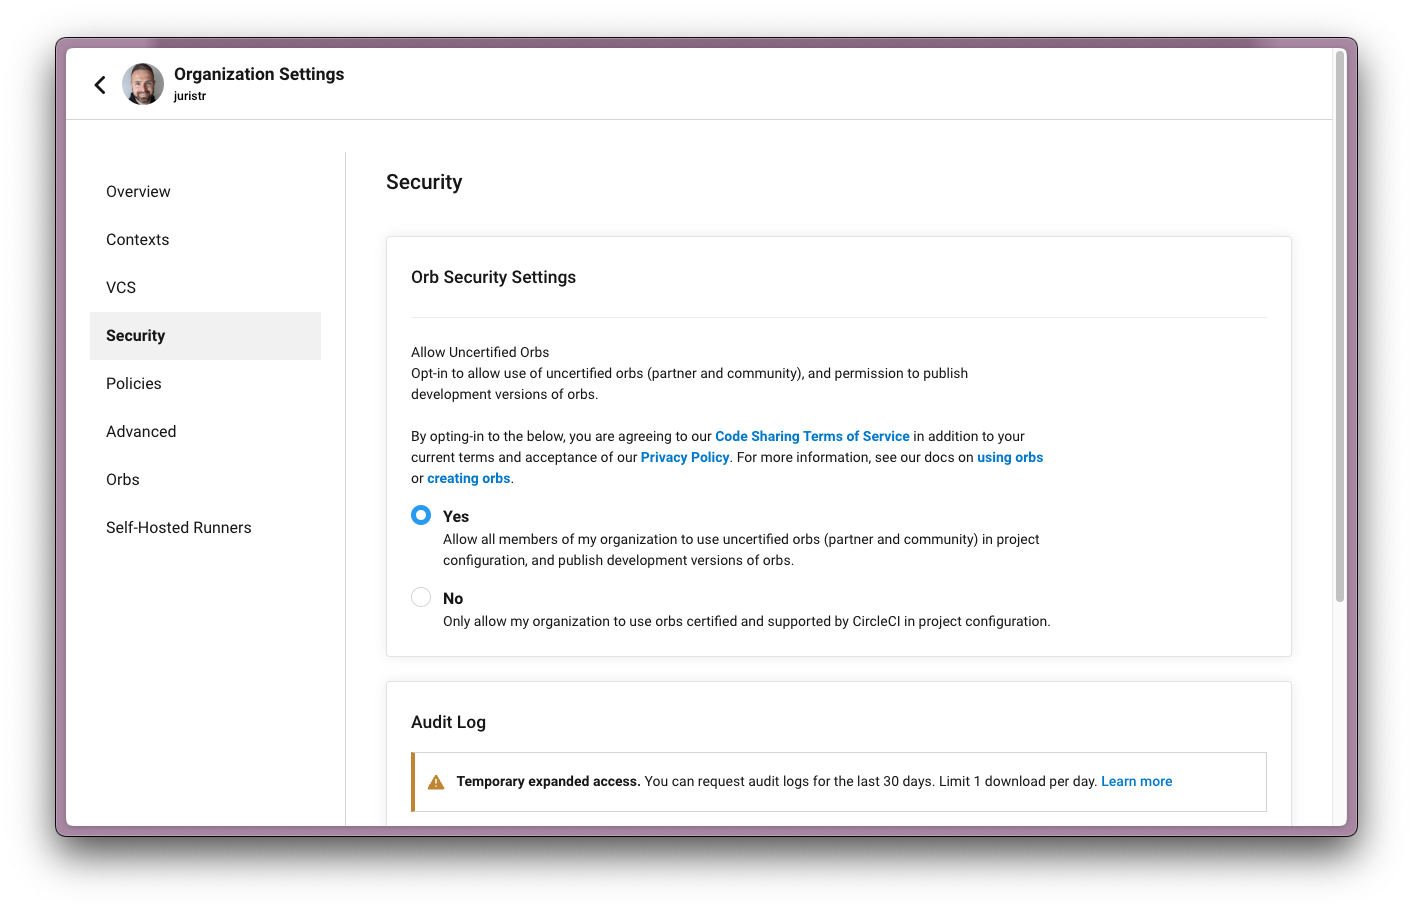 Organization Settings
juristr
Overview
Contexts
VCS
Security
Policies
Advanced
Orbs
Self-Hosted Runners
Security
Orb Security Settings
Allow Uncertified Orbs
Opt-in to allow use of uncertified orbs (partner and community), and permission to publish
development versions of orbs.
By opting-in to the below, you are agreeing to our Code Sharing Terms of Service in addition to your
current terms and acceptance of our Privacy Policy. For more information, see our docs on using orbs
or creating orbs.
Yes
Allow all members of my organization to use uncertified orbs (partner and community) in project
configuration, and publish development versions of orbs.
No
Only allow my organization to use orbs certified and supported by CircleCI in project configuration.
Audit Log
Temporary expanded access. You can request audit logs for the last 30 days. Limit 1 download per day. Learn more